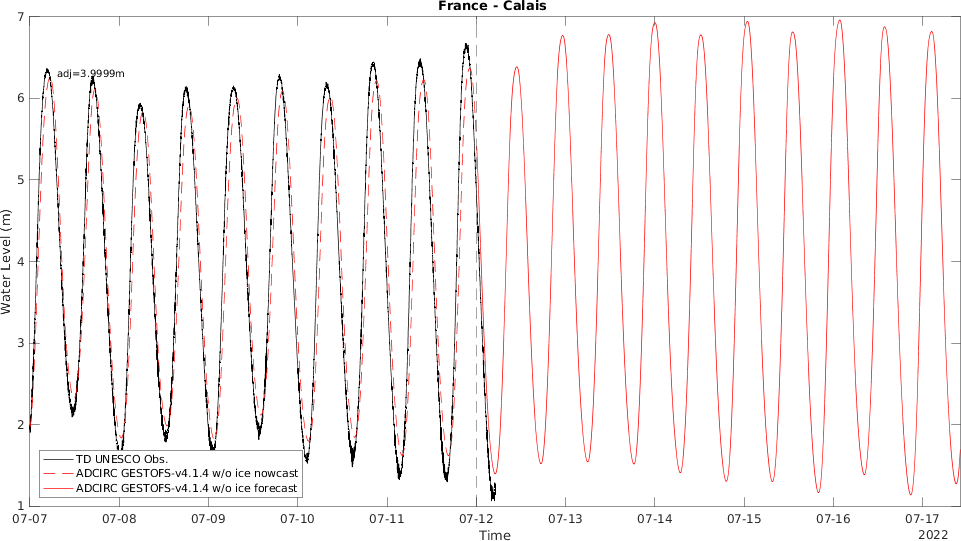 France - Calais
7
adj=3.9999m
6
5
4
3
2
1
Water Level (m)
TD UNESCO Obs.
ADCIRC GESTOFS-v4.1.4 w/o ice nowcast
ADCIRC GESTOFS-v4.1.4 w/o ice forecast
07-07 07-08 07-09 07-10 07-11 07-12 07-13 07-14 07-15 07-16 07-17
Time
2022